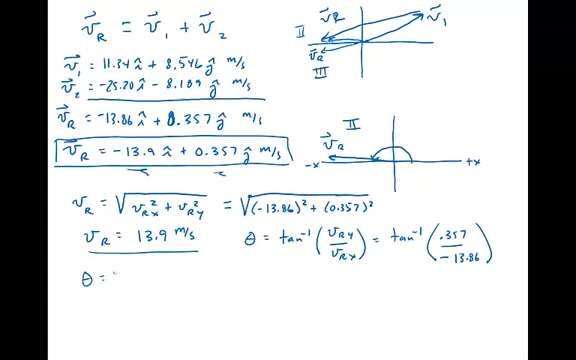 v⃗R = v⃗1 + v⃗2
v⃗1 = 11.34 î + 8.546 ĵ m/s
v⃗2 = -25.20 î - 8.189 ĵ m/s
v⃗R = -13.86 î + 0.357 ĵ m/s
v⃗R = -13.9 î + 0.357 ĵ m/s
vR = √(vRx² + vRy²) = √((-13.86)² + (0.357)²)
vR = 13.9 m/s
θ = tan⁻¹ (vRy/vRx) = tan⁻¹ (.357/-13.86)
θ =
v⃗R
v⃗1
II
III
II
v⃗R
-x
+x